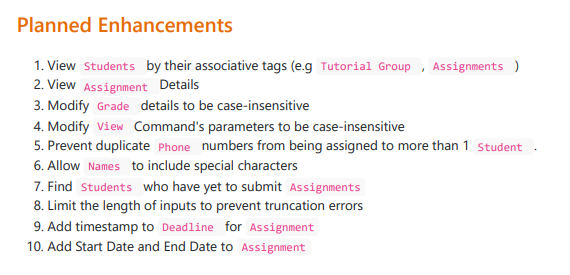 Planned Enhancements
1. View Students by their associative tags (e.g Tutorial Group , Assignments )
2. View Assignment Details
3. Modify Grade details to be case-insensitive
4. Modify View Command's parameters to be case-insensitive
5. Prevent duplicate Phone numbers from being assigned to more than 1 Student .
6. Allow Names to include special characters
7. Find Students who have yet to submit Assignments
8. Limit the length of inputs to prevent truncation errors
9. Add timestamp to Deadline for Assignment
10. Add Start Date and End Date to Assignment